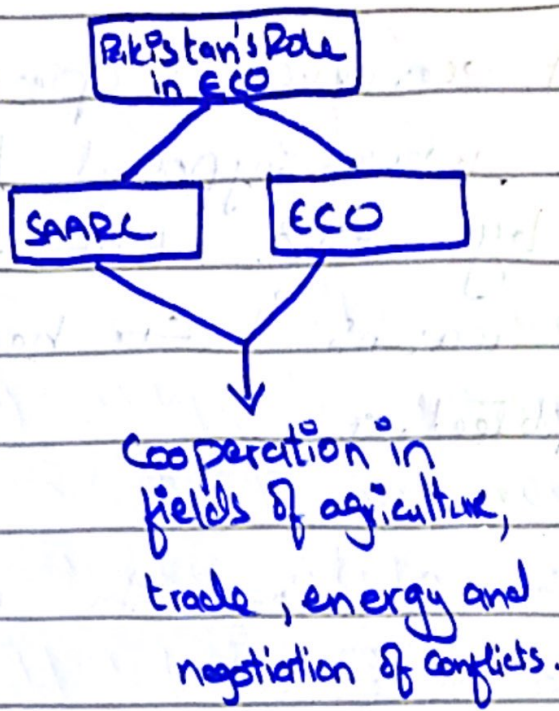 Pakistan's Role
in ECO
SAARC
ECO
Cooperation in
fields of agriculture,
trade, energy and
negotiation of conflicts.